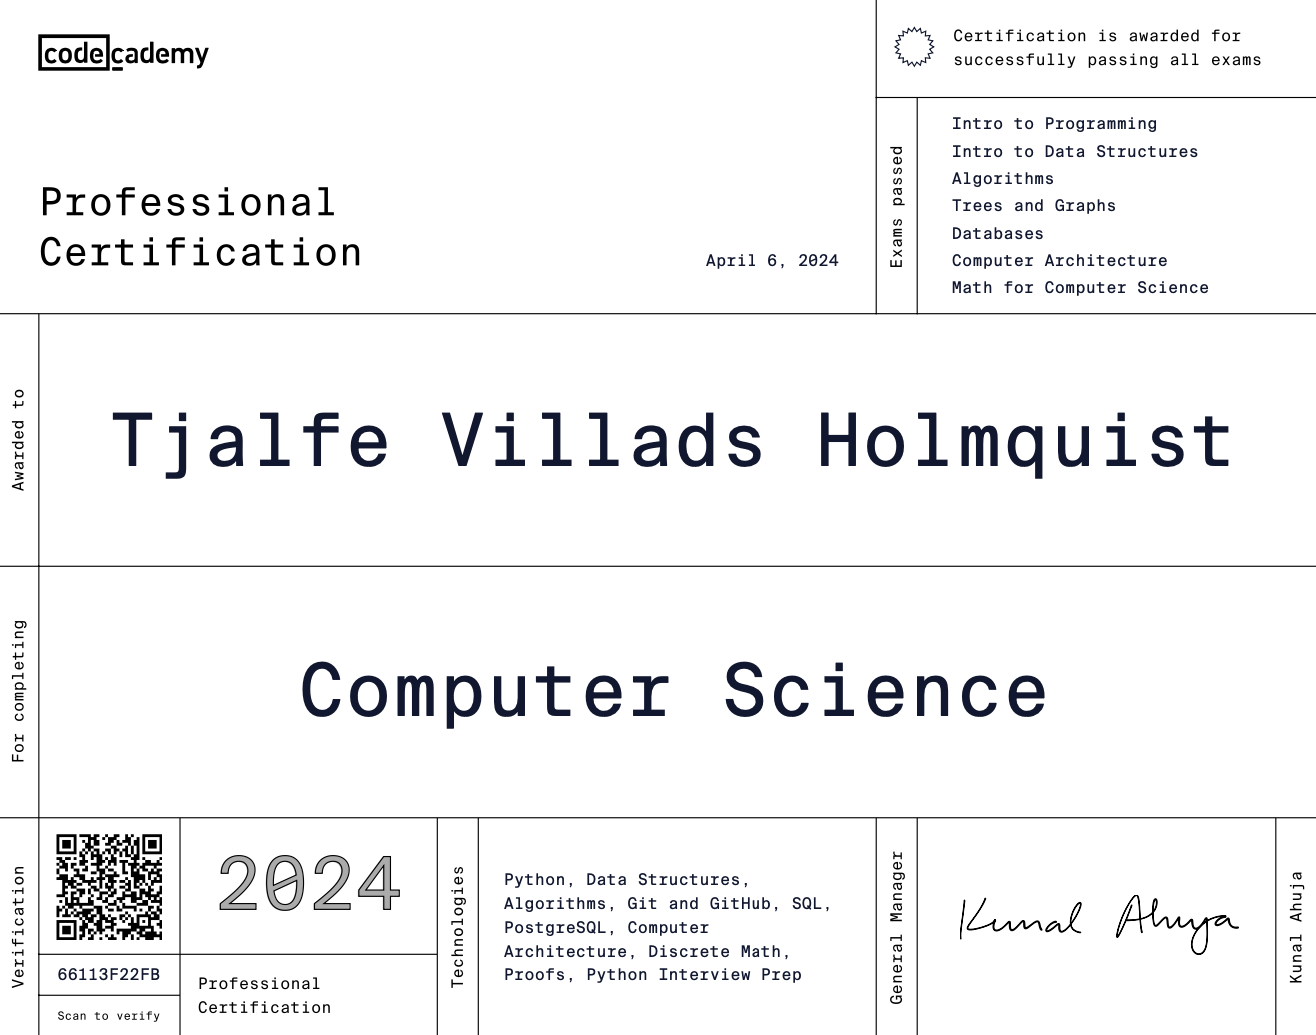 codecademy
Certification is awarded for
successfully passing all exams
Professional
Certification
April 6, 2024
Exams passed
Intro to Programming
Intro to Data Structures
Algorithms
Trees and Graphs
Databases
Computer Architecture
Math for Computer Science
Awarded to
Tjalfe Villads Holmquist
For completing
Computer Science
Verification
66113F22FB
Scan to verify
2024
Professional
Certification
Technologies
Python, Data Structures,
Algorithms, Git and GitHub, SQL,
PostgreSQL, Computer
Architecture, Discrete Math,
Proofs, Python Interview Prep
General Manager
Kunal Ahuja
Kunal Ahuja